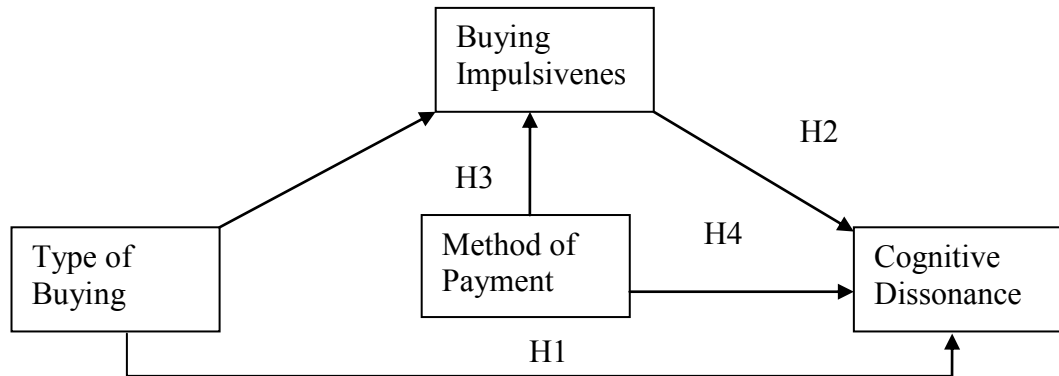 Buying
Impulsivenes
H2
H3
Type of
Buying
Method of
Payment
H4
Cognitive
Dissonance
H1